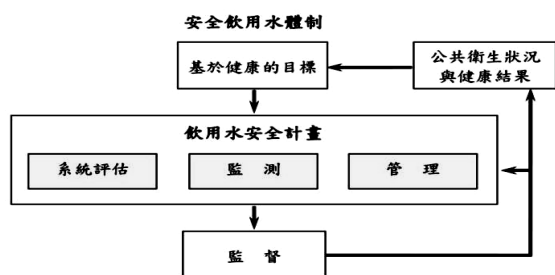 安全飲用水體制
基於健康的目標
公共衛生狀況
與健康結果
飲用水安全計畫
系統評估
監 測
管 理
監 督